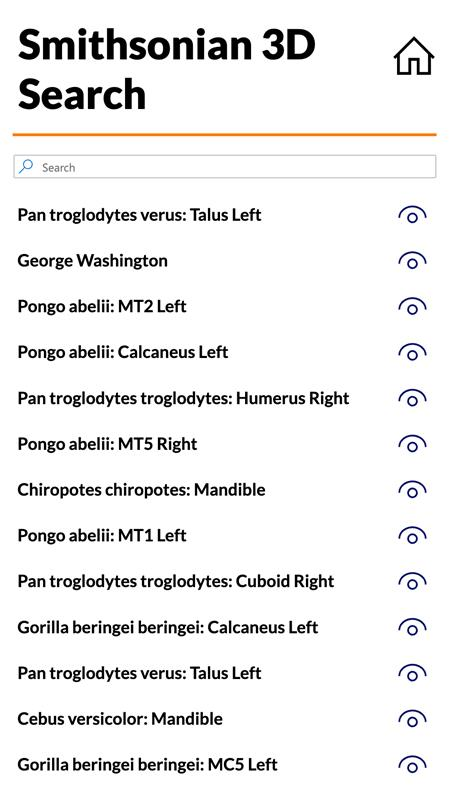 Smithsonian 3D
Search
Search
Pan troglodytes verus: Talus Left
George Washington
Pongo abelii: MT2 Left
Pongo abelii: Calcaneus Left
Pan troglodytes troglodytes: Humerus Right
Pongo abelii: MT5 Right
Chiropotes chiropotes: Mandible
Pongo abelii: MT1 Left
Pan troglodytes troglodytes: Cuboid Right
Gorilla beringei beringei: Calcaneus Left
Pan troglodytes verus: Talus Left
Cebus versicolor: Mandible
Gorilla beringei beringei: MC5 Left